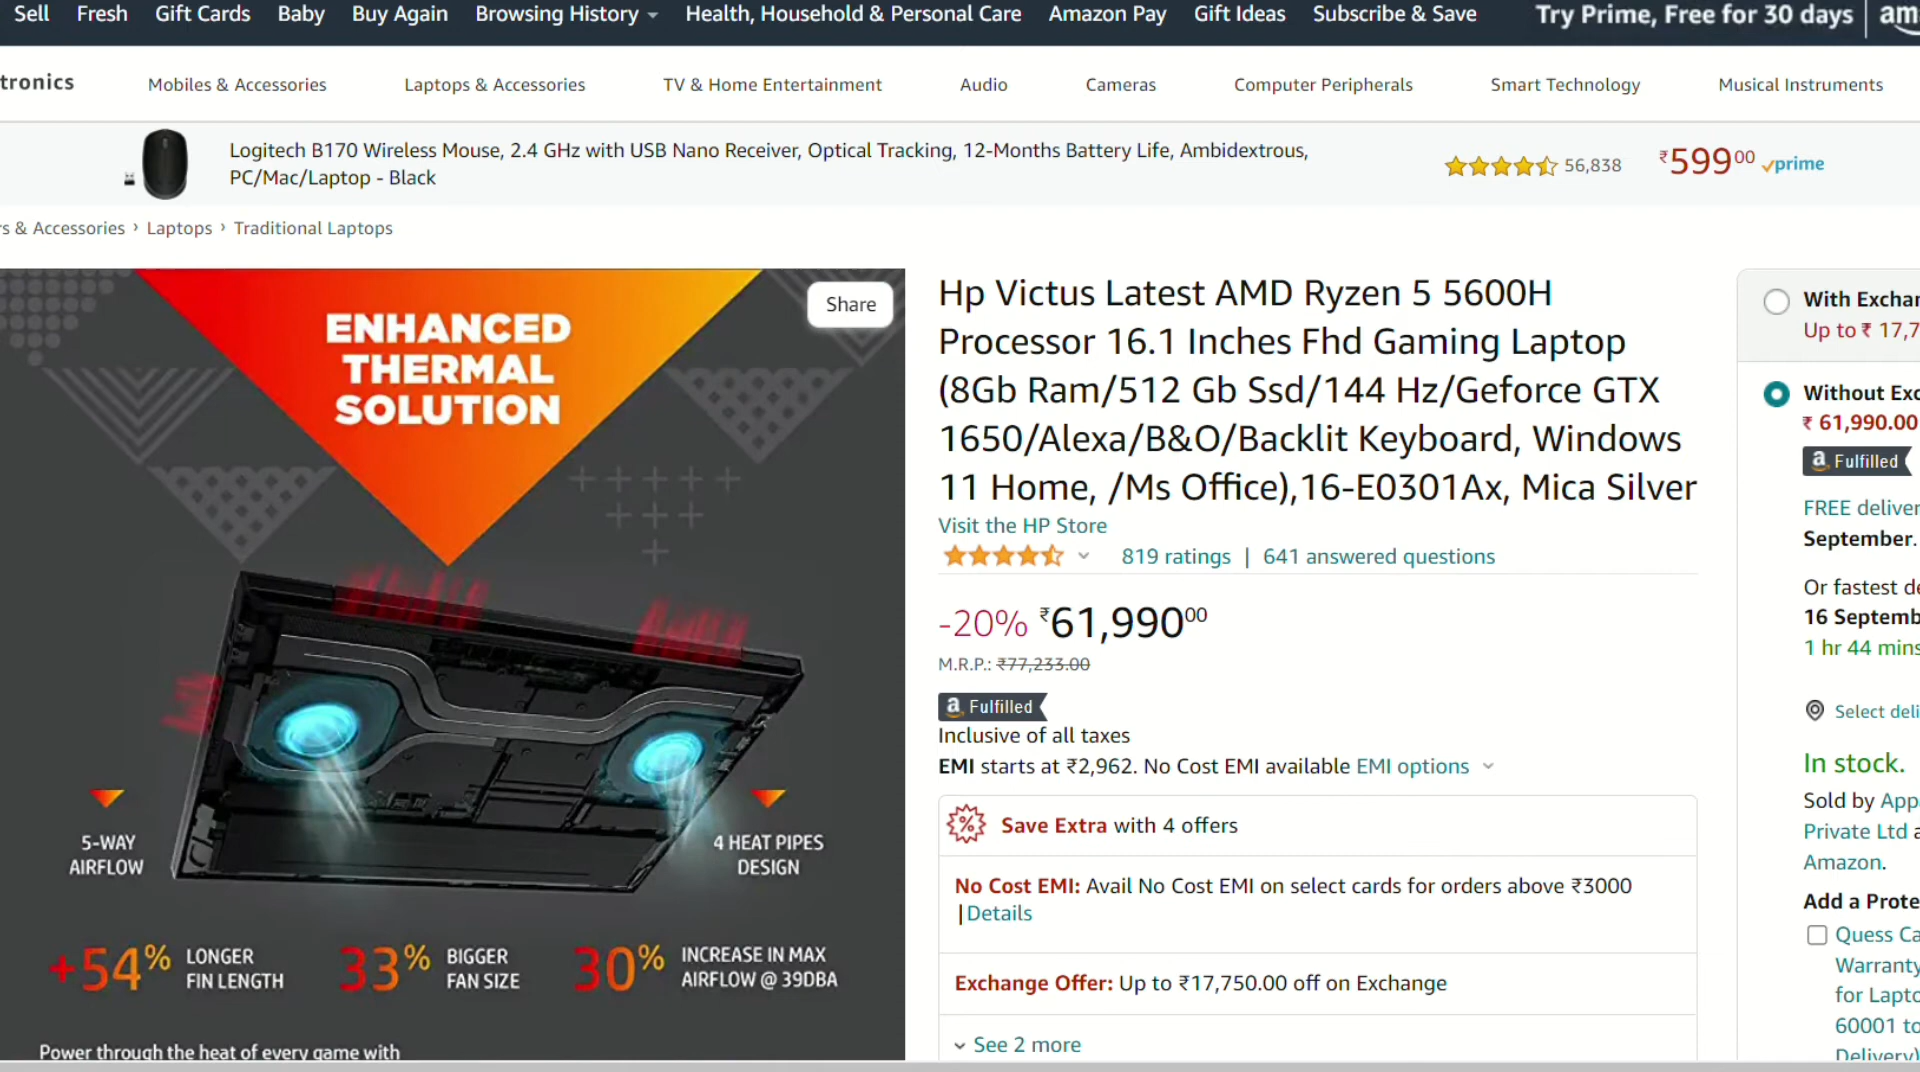 Sell Fresh Gift Cards Baby Buy Again Browsing History Health, Household & Personal Care Amazon Pay Gift Ideas Subscribe & Save Try Prime, Free for 30 days
tronics Mobiles & Accessories Laptops & Accessories TV & Home Entertainment Audio Cameras Computer Peripherals Smart Technology Musical Instruments
Logitech B170 Wireless Mouse, 2.4 GHz with USB Nano Receiver, Optical Tracking, 12-Months Battery Life, Ambidextrous,
PC/Mac/Laptop - Black
56,838 ₹599⁰⁰ prime
s & Accessories › Laptops › Traditional Laptops
ENHANCED
THERMAL
SOLUTION
Share
5-WAY
AIRFLOW
4 HEAT PIPES
DESIGN
+54% LONGER
FIN LENGTH
33% BIGGER
FAN SIZE
30% INCREASE IN MAX
AIRFLOW @ 39DBA
Power through the heat of every game with
Hp Victus Latest AMD Ryzen 5 5600H
Processor 16.1 Inches Fhd Gaming Laptop
(8Gb Ram/512 Gb Ssd/144 Hz/Geforce GTX
1650/Alexa/B&O/Backlit Keyboard, Windows
11 Home, /Ms Office),16-E0301Ax, Mica Silver
Visit the HP Store
819 ratings | 641 answered questions
-20% ₹61,990⁰⁰
M.R.P.: ₹77,233.00
a Fulfilled
Inclusive of all taxes
EMI starts at ₹2,962. No Cost EMI available EMI options
Save Extra with 4 offers
No Cost EMI: Avail No Cost EMI on select cards for orders above ₹3000
|Details
Exchange Offer: Up to ₹17,750.00 off on Exchange
See 2 more
With Exchan
Up to ₹ 17,7
Without Exc
₹ 61,990.00
a Fulfilled
FREE deliver
September.
Or fastest de
16 Septemb
1 hr 44 mins
Select deli
In stock.
Sold by App
Private Ltd a
Amazon.
Add a Prote
Quess Ca
Warranty
for Lapto
60001 to
Delivery)